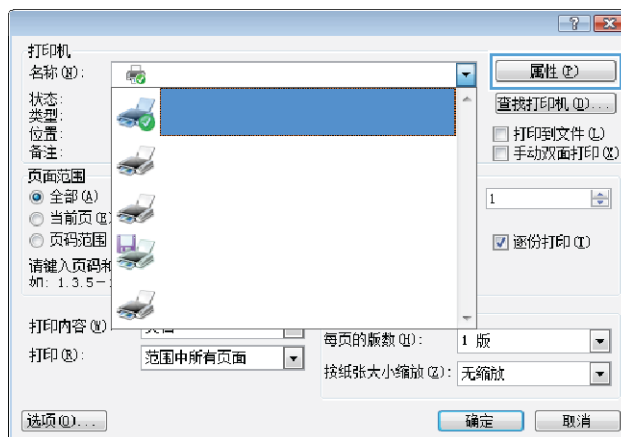 打印机
名称(N):
属性(P)
状态:
类型:
位置:
备注:
查找打印机(D)...
打印到文件(L)
手动双面打印(X)
页面范围
全部(A)
当前页(E)
页码范围
请键入页码和
如: 1.3.5-
1
逐份打印(T)
打印内容(W):
打印(R):
范围中所有页面
每页的版数(H):
1 版
按纸张大小缩放(Z):
无缩放
选项(O)...
确定
取消